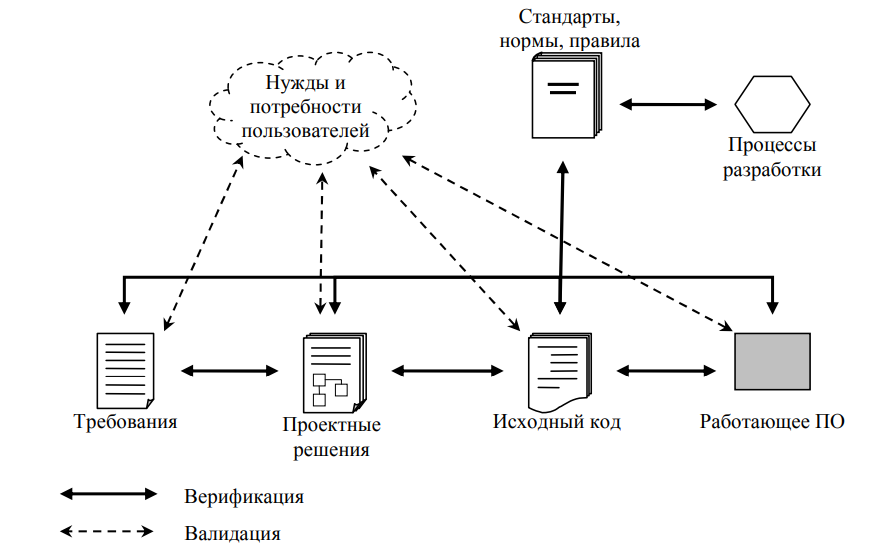 Стандарты,
нормы, правила
Нужды и
потребности
пользователей
Процессы
разработки
Требования
Проектные
решения
Исходный код
Работающее ПО
Верификация
Валидация